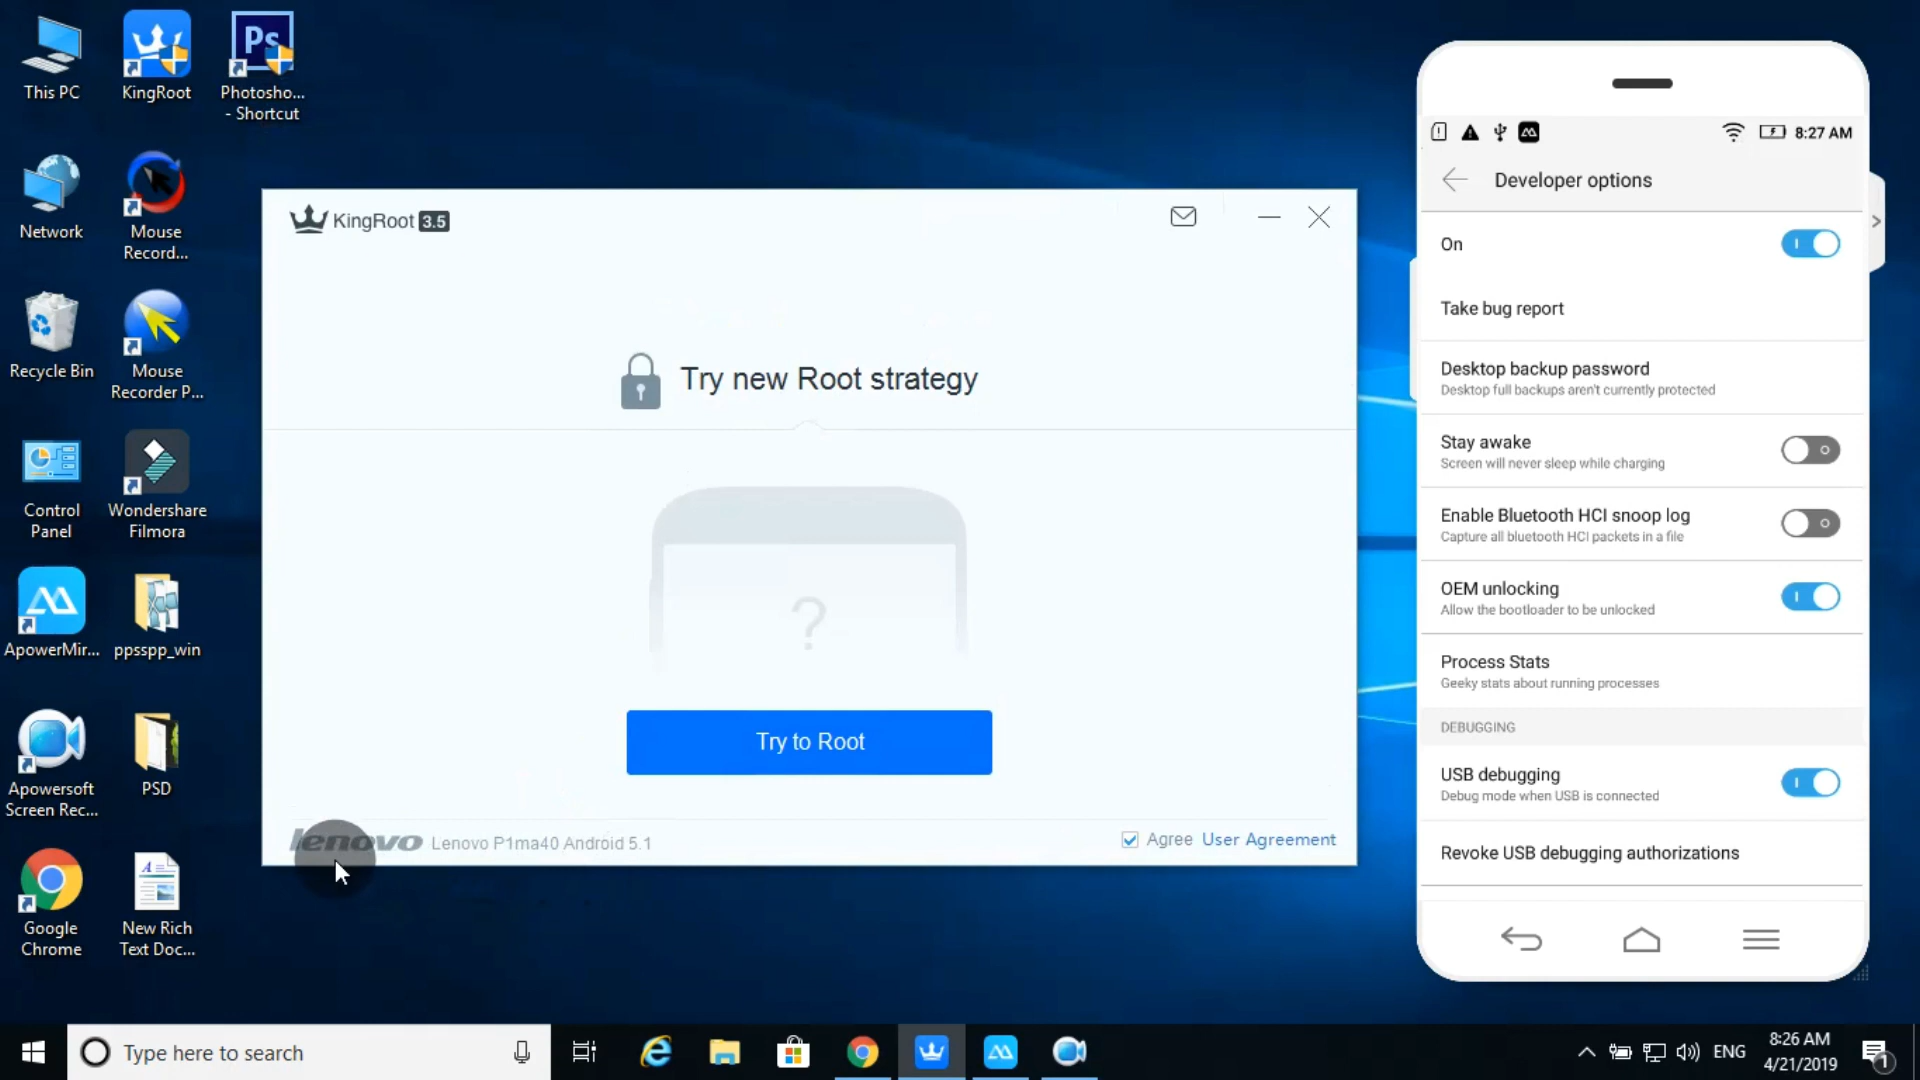 This PC
KingRoot
Ps
Photosho...
- Shortcut
Network
Mouse
Record...
Recycle Bin
Mouse
Recorder P...
Control
Panel
Wondershare
Filmora
ApowerMir...
ppsspp_win
Apowersoft
Screen Rec...
PSD
Google
Chrome
New Rich
Text Doc...
KingRoot 3.5
Try new Root strategy
?
Try to Root
lenovo Lenovo P1ma40 Android 5.1
Agree User Agreement
8:27 AM
Developer options
On
Take bug report
Desktop backup password
Desktop full backups aren't currently protected
Stay awake
Screen will never sleep while charging
Enable Bluetooth HCI snoop log
Capture all bluetooth HCI packets in a file
OEM unlocking
Allow the bootloader to be unlocked
Process Stats
Geeky stats about running processes
DEBUGGING
USB debugging
Debug mode when USB is connected
Revoke USB debugging authorizations
Type here to search
ENG
8:26 AM
4/21/2019
1